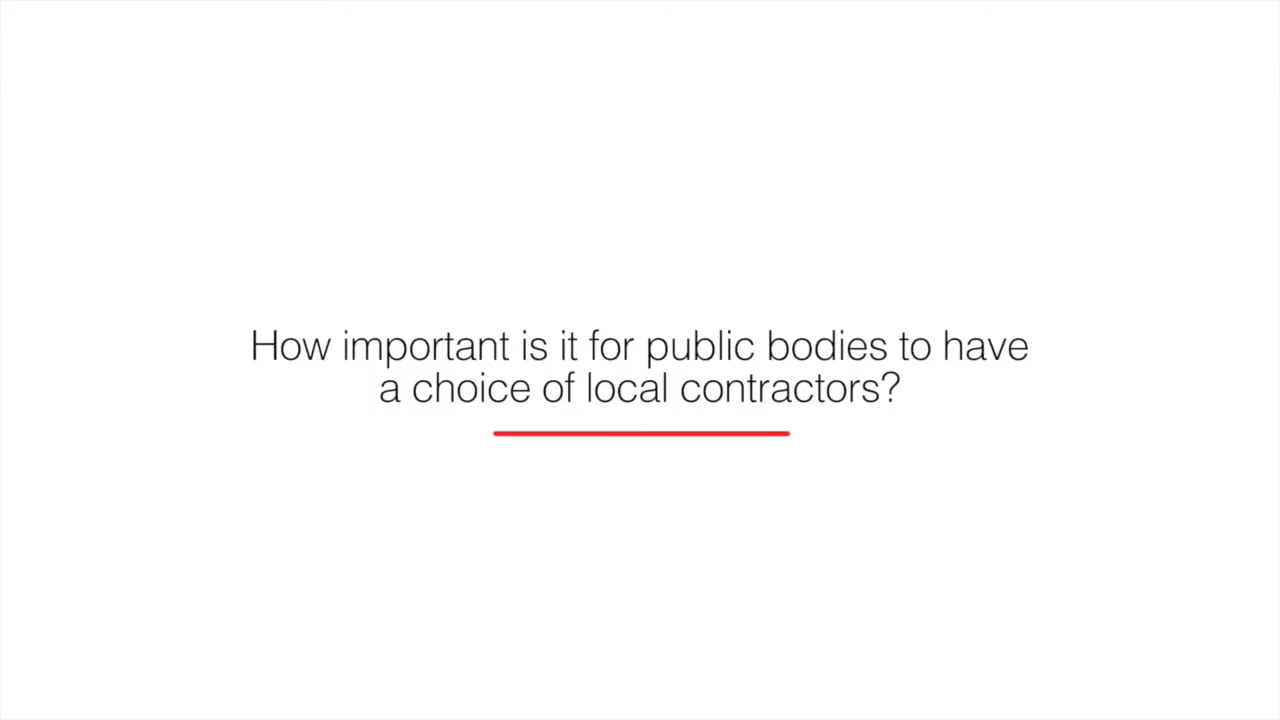 How important is it for public bodies to have
a choice of local contractors?